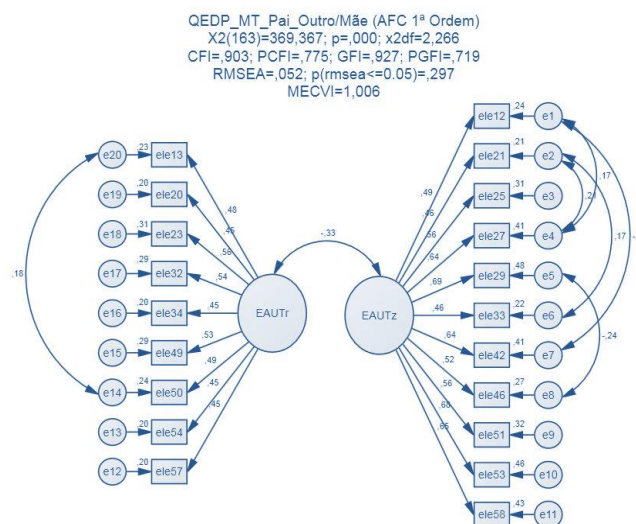 QEDP_MT_Pai_Outro/Mãe (AFC 1ª Ordem)
X2(163)=369,367; p=,000; x2df=2,266
CFI=,903; PCFI=,775; GFI=,927; PGFI=,719
RMSEA=,052; p(rmsea<=0.05)=,297
MECVI=1,006
,24
ele12 e1
,21
ele21 e2
,31
ele25 e3
,41
ele27 e4
,48
ele29 e5
,22
ele33 e6
,41
ele42 e7
,27
ele46 e8
,32
ele51 e9
,46
ele53 e10
,43
ele58 e11
,49
,46
,56
,64
,69
,46
,64
,52
,56
,68
,65
,17
,21
,17
-,24
EAUTr
-,33
EAUTz
,23
e20 ele13
,20
e19 ele20
,31
e18 ele23
,29
e17 ele32
,20
e16 ele34
,29
e15 ele49
,24
e14 ele50
,20
e13 ele54
,20
e12 ele57
,48
,45
,56
,54
,45
,53
,49
,45
,45
,18